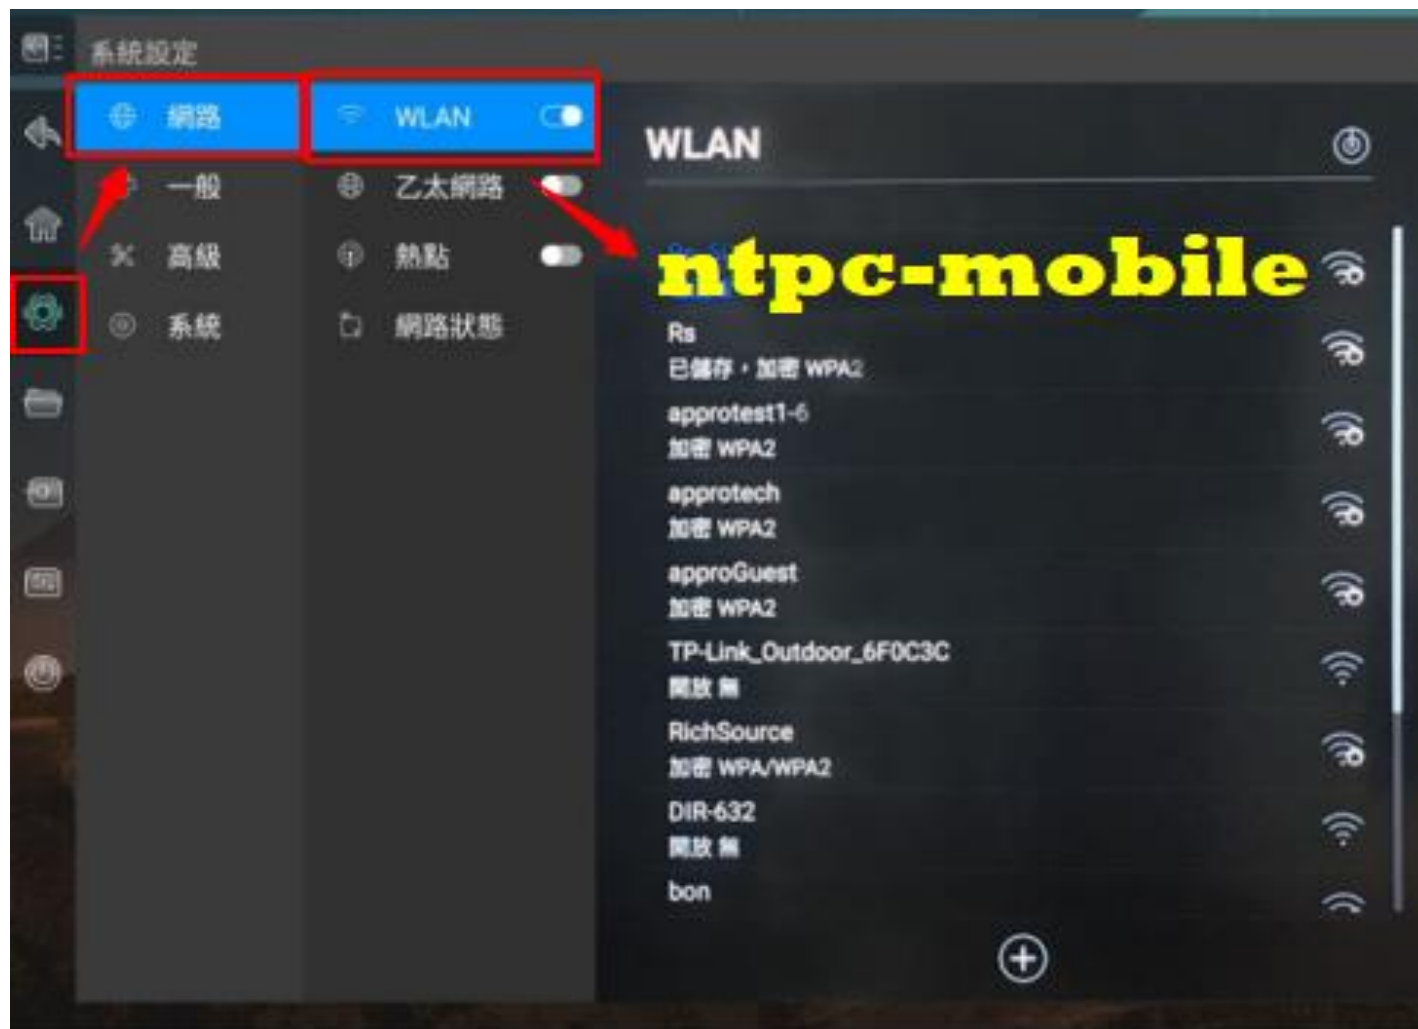 系統設定
網路
一般
高級
系統
WLAN
乙太網路
熱點
網路狀態
WLAN
ntpc-mobile
Rs
已儲存，加密 WPA2
approtest1-6
加密 WPA2
approtech
加密 WPA2
approGuest
加密 WPA2
TP-Link_Outdoor_6F0C3C
開放 無
RichSource
加密 WPA/WPA2
DIR-632
開放 無
bon